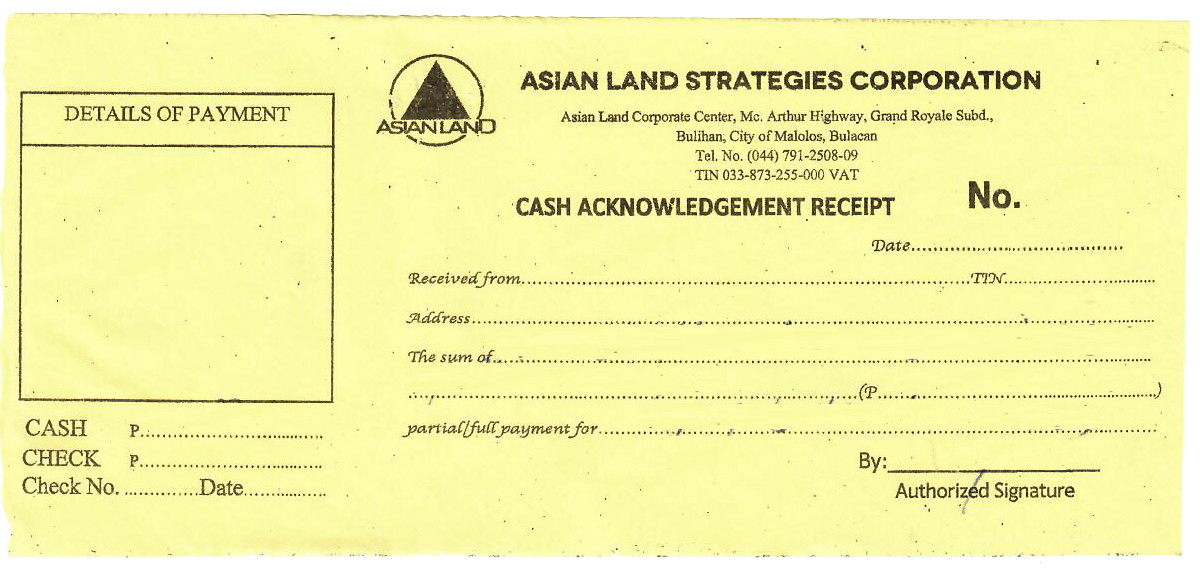 DETAILS OF PAYMENT
CASH P..............................
CHECK P..............................
Check No. ..............Date................
ASIAN LAND
ASIAN LAND STRATEGIES CORPORATION
Asian Land Corporate Center, Mc. Arthur Highway, Grand Royale Subd.,
Bulihan, City of Malolos, Bulacan
Tel. No. (044) 791-2508-09
TIN 033-873-255-000 VAT
CASH ACKNOWLEDGEMENT RECEIPT No.
Date........................................
Received from..............................TIN..............................
Address........................................
The sum of........................................
........................................(P..............................)
partial/full payment for........................................
By:____________________
Authorized Signature